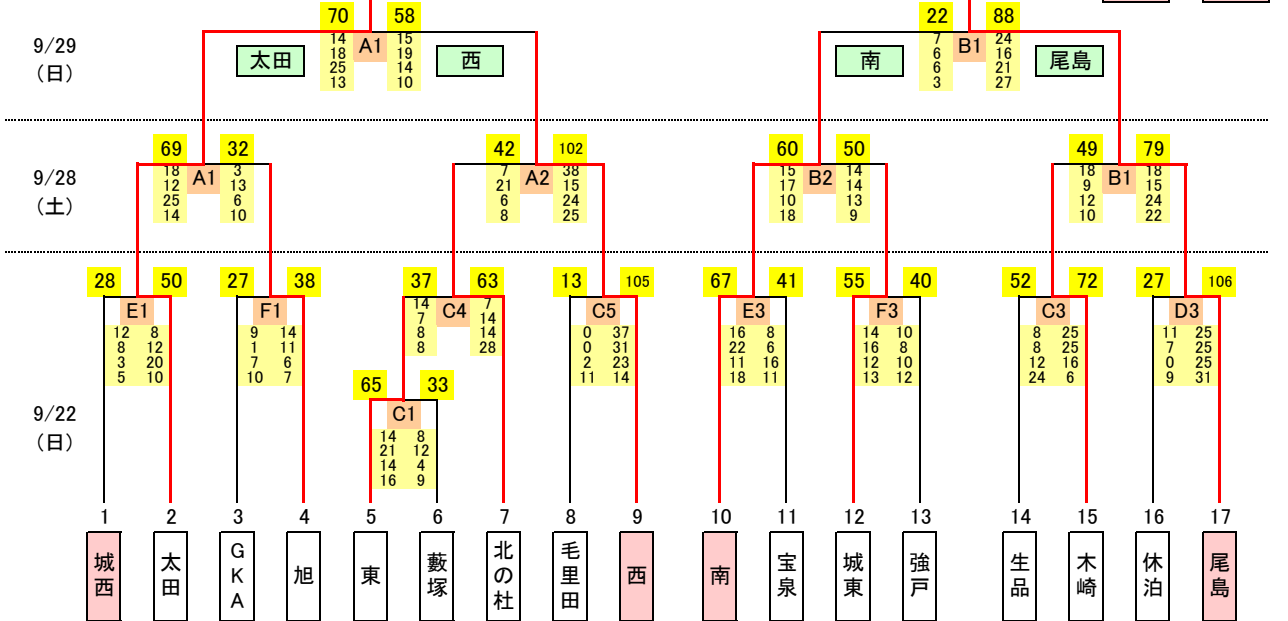 70 58 22 88
9/29
（日）
太田
14 A1 15
18 19
25 14
13 10
西
南
7 B1 24
6 16
6 21
3 27
尾島
69 32 42 102 60 50 49 79
9/28
（土）
18 A1 3
12 13
25 6
14 10
7 A2 38
21 15
6 24
8 25
15 B2 14
17 14
10 13
18 9
18 B1 18
9 15
12 24
10 22
28 50 27 38 37 63 13 105 67 41 55 40 52 72 27 106
E1
12 8
8 12
3 20
5 10
F1
9 14
1 11
7 6
10 7
14 C4 7
7 14
8 14
8 28
C5
0 37
0 31
2 23
11 14
E3
16 8
22 6
11 16
18 11
F3
14 10
16 8
12 10
13 12
C3
8 25
8 25
12 16
24 6
D3
11 25
7 25
0 25
9 31
9/22
（日）
65 33
C1
14 8
21 12
14 4
16 9
1 2 3 4 5 6 7 8 9 10 11 12 13 14 15 16 17
城西
太田
GKA
旭
東
藪塚
北の杜
毛里田
西
南
宝泉
城東
強戸
生品
木崎
休泊
尾島